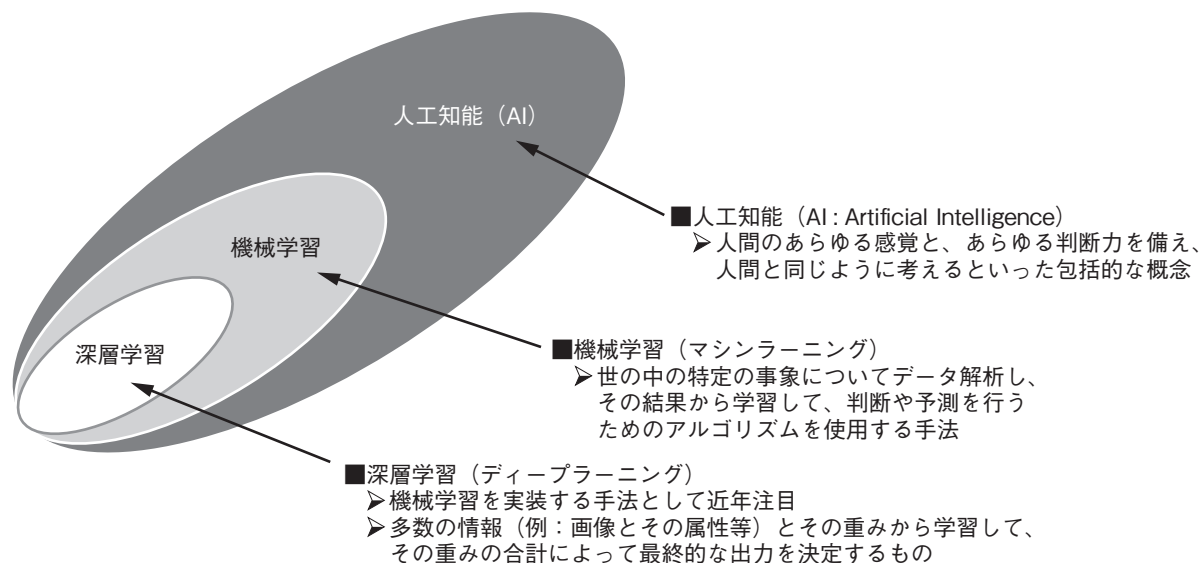 人工知能（AI）
機械学習
深層学習
■人工知能（AI : Artificial Intelligence）
➢人間のあらゆる感覚と、あらゆる判断力を備え、
人間と同じように考えるといった包括的な概念
■機械学習（マシンラーニング）
➢世の中の特定の事象についてデータ解析し、
その結果から学習して、判断や予測を行う
ためのアルゴリズムを使用する手法
■深層学習（ディープラーニング）
➢機械学習を実装する手法として近年注目
➢多数の情報（例：画像とその属性等）とその重みから学習して、
その重みの合計によって最終的な出力を決定するもの